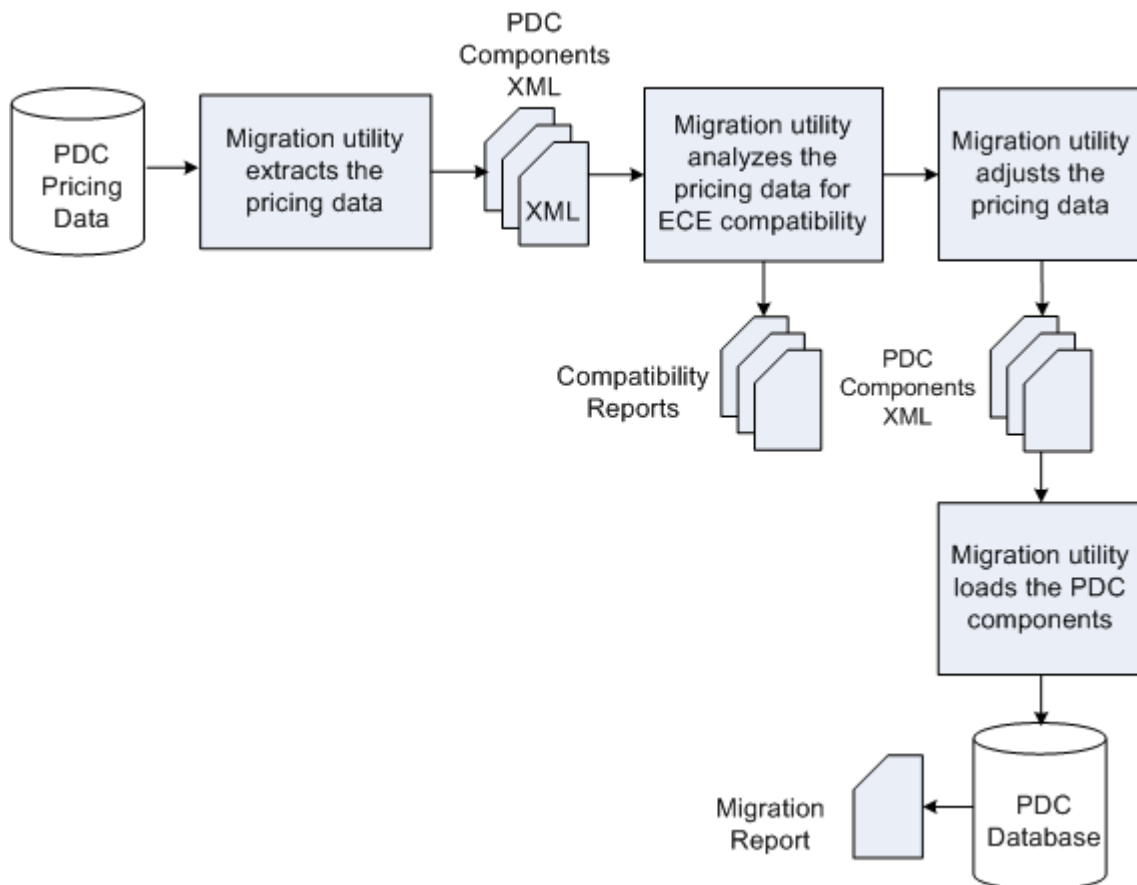 PDC
Pricing
Data
Migration utility
extracts the
pricing data
PDC
Components
XML
XML
Migration utility
analyzes the
pricing data for
ECE compatibility
Migration utility
adjusts the
pricing data
Compatibility
Reports
PDC
Components
XML
Migration utility
loads the PDC
components
Migration
Report
PDC
Database